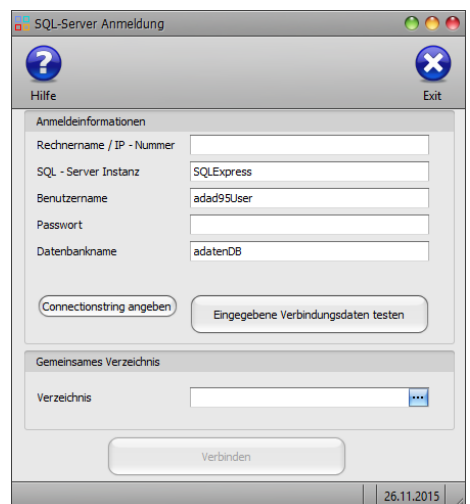 SQL-Server Anmeldung
?
Hilfe
Exit
Anmeldeinformationen
Rechnername / IP - Nummer
SQL - Server Instanz SQLExpress
Benutzername adad95User
Passwort
Datenbankname adatenDB
Connectionstring angeben Eingegebene Verbindungsdaten testen
Gemeinsames Verzeichnis
Verzeichnis ...
Verbinden
26.11.2015